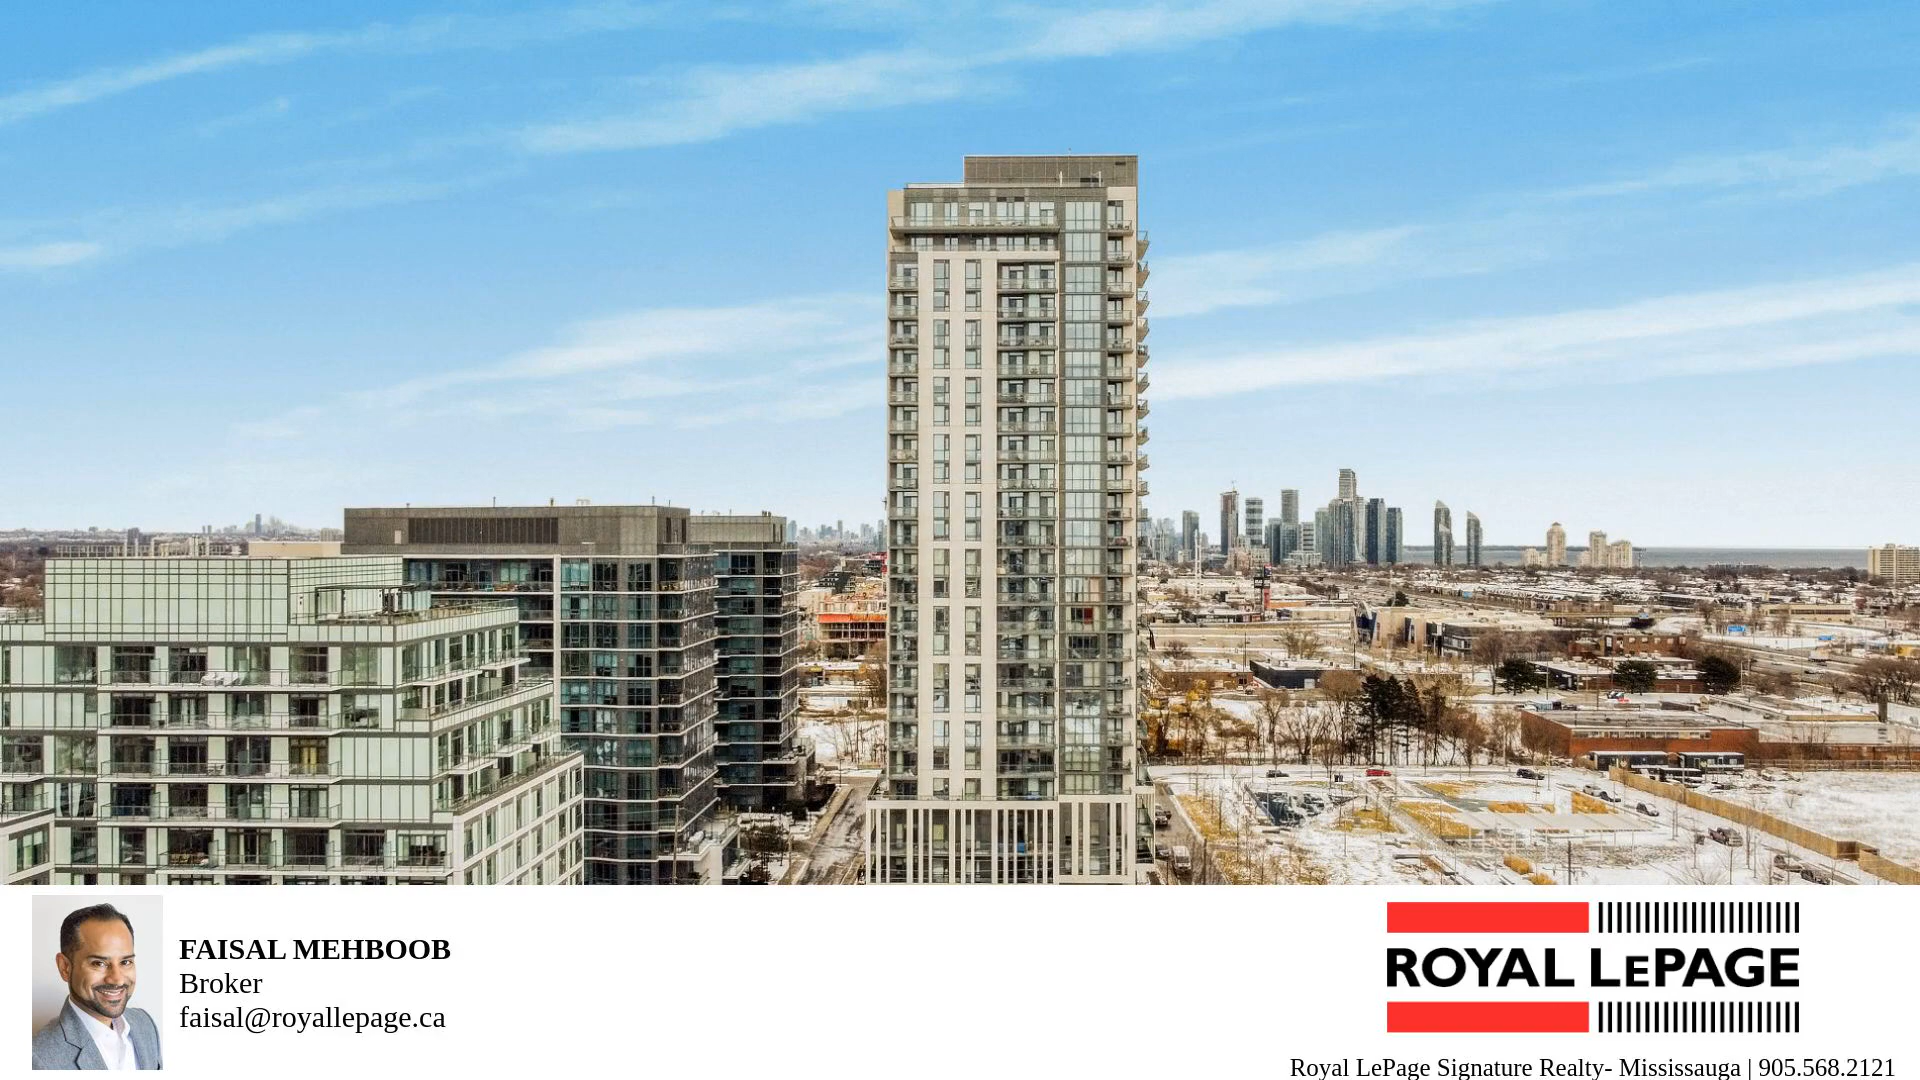 FAISAL MEHBOOB
Broker
faisal@royallepage.ca
ROYAL LEPAGE
Royal LePage Signature Realty- Mississauga | 905.568.2121